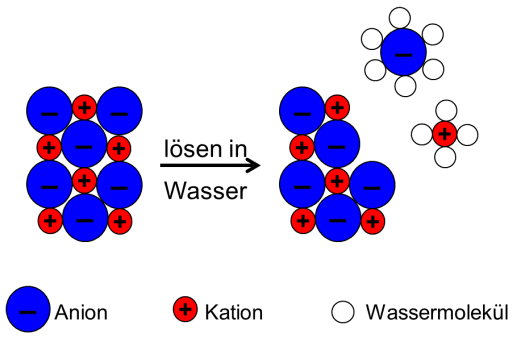 lösen in
Wasser
Anion
Kation
Wassermolekül